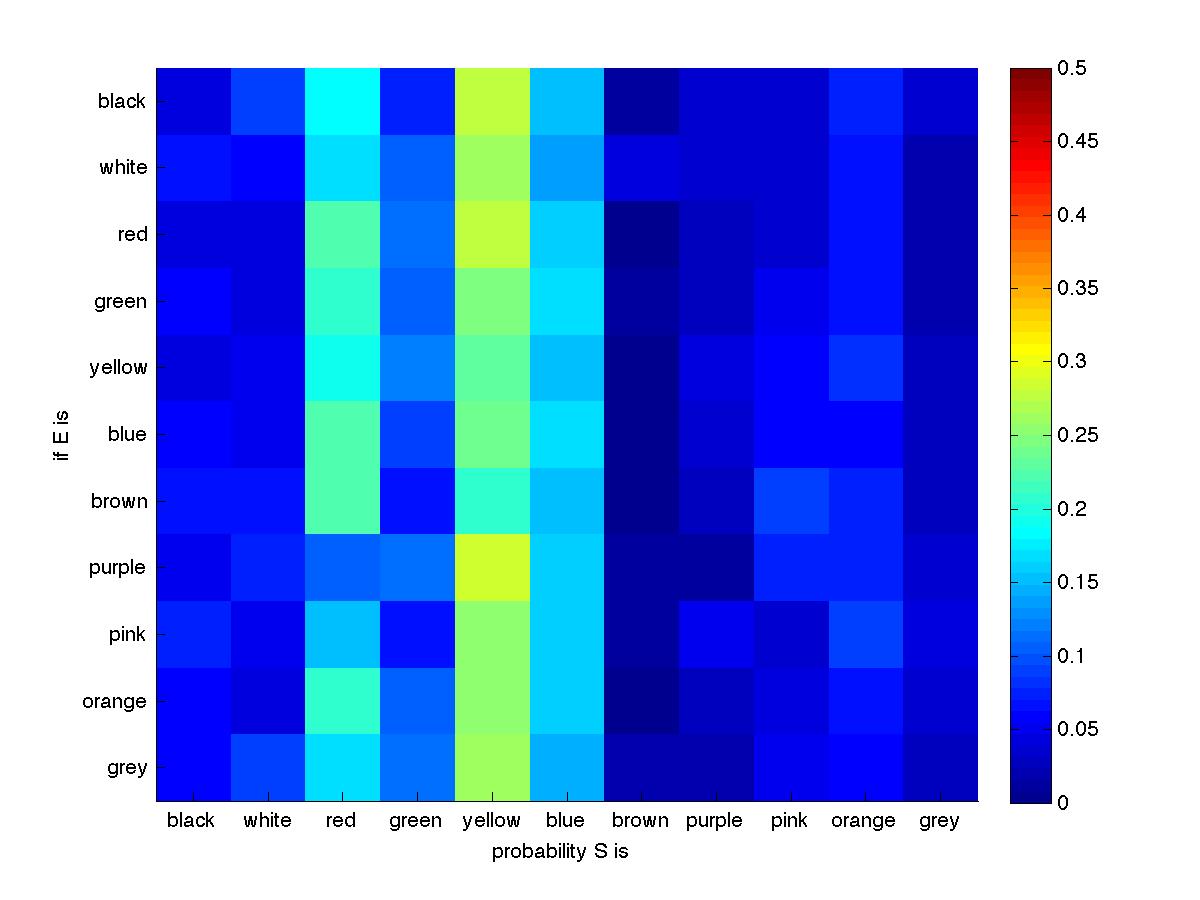 black
white
red
green
yellow
blue
brown
purple
pink
orange
grey
if E is
black white red green yellow blue brown purple pink orange grey
probability S is
0.5
0.45
0.4
0.35
0.3
0.25
0.2
0.15
0.1
0.05
0